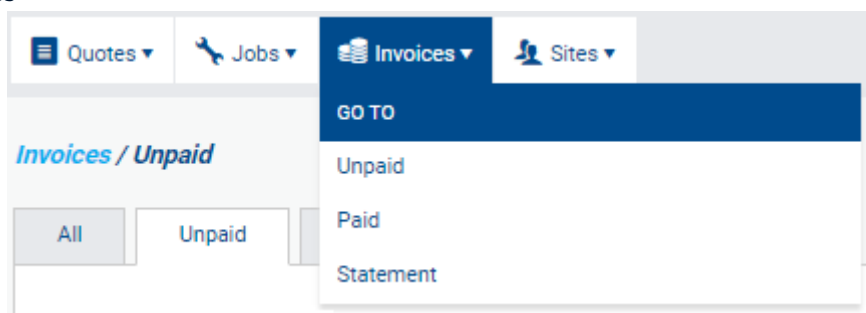 Quotes ▾ Jobs ▾ Invoices ▾ Sites ▾
GO TO
Invoices / Unpaid
Unpaid
Paid
All Unpaid
Statement